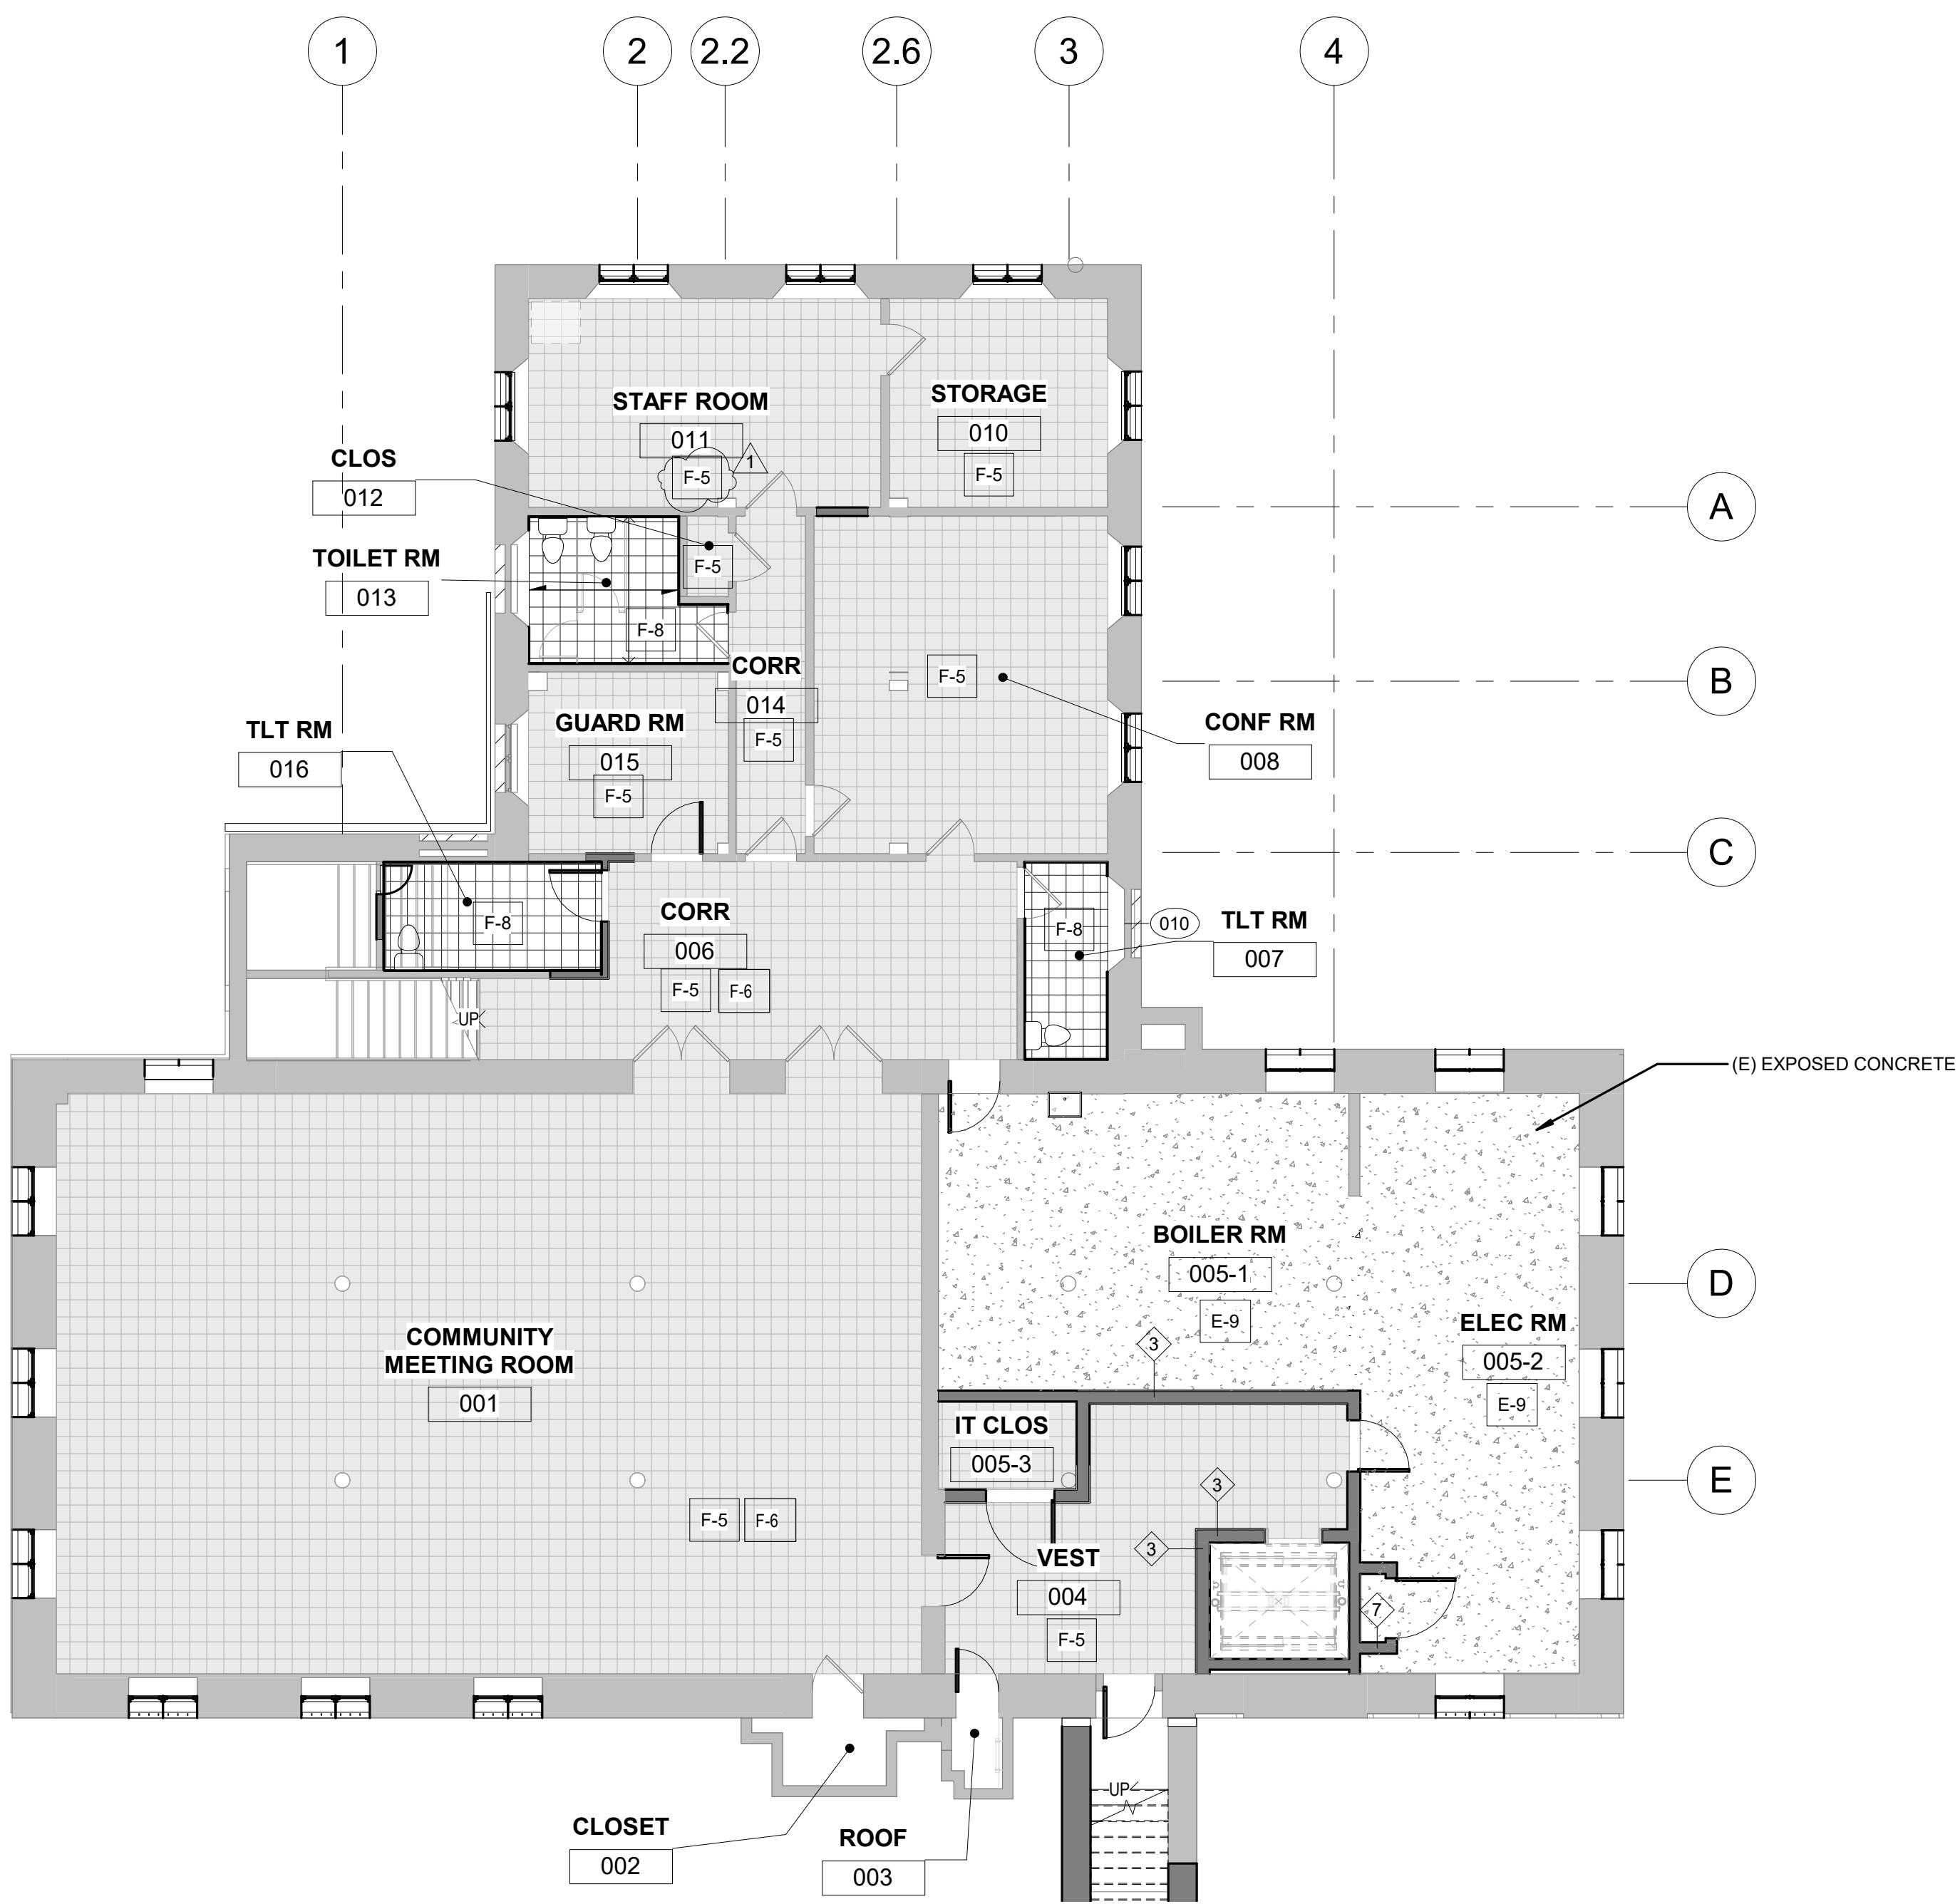 1
2
2.2
2.6
3
4
STAFF ROOM
011
F-5
1
STORAGE
010
F-5
CLOS
012
F-5
A
TOILET RM
013
F-8
CORR
014
F-5
F-5
B
CONF RM
008
GUARD RM
015
F-5
TLT RM
016
F-8
C
CORR
006
F-5
F-6
UP
F-8
010
TLT RM
007
(E) EXPOSED CONCRETE
BOILER RM
005-1
E-9
D
ELEC RM
005-2
E-9
COMMUNITY
MEETING ROOM
001
F-5
F-6
3
IT CLOS
005-3
3
3
E
VEST
004
F-5
7
UP
CLOSET
002
ROOF
003